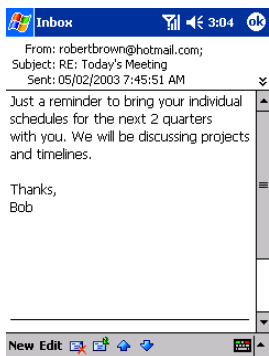 Inbox 3:04 ok
From: robertbrown@hotmail.com;
Subject: RE: Today's Meeting
Sent: 05/02/2003 7:45:51 AM
Just a reminder to bring your individual
schedules for the next 2 quarters
with you. We will be discussing projects
and timelines.
Thanks,
Bob
New Edit